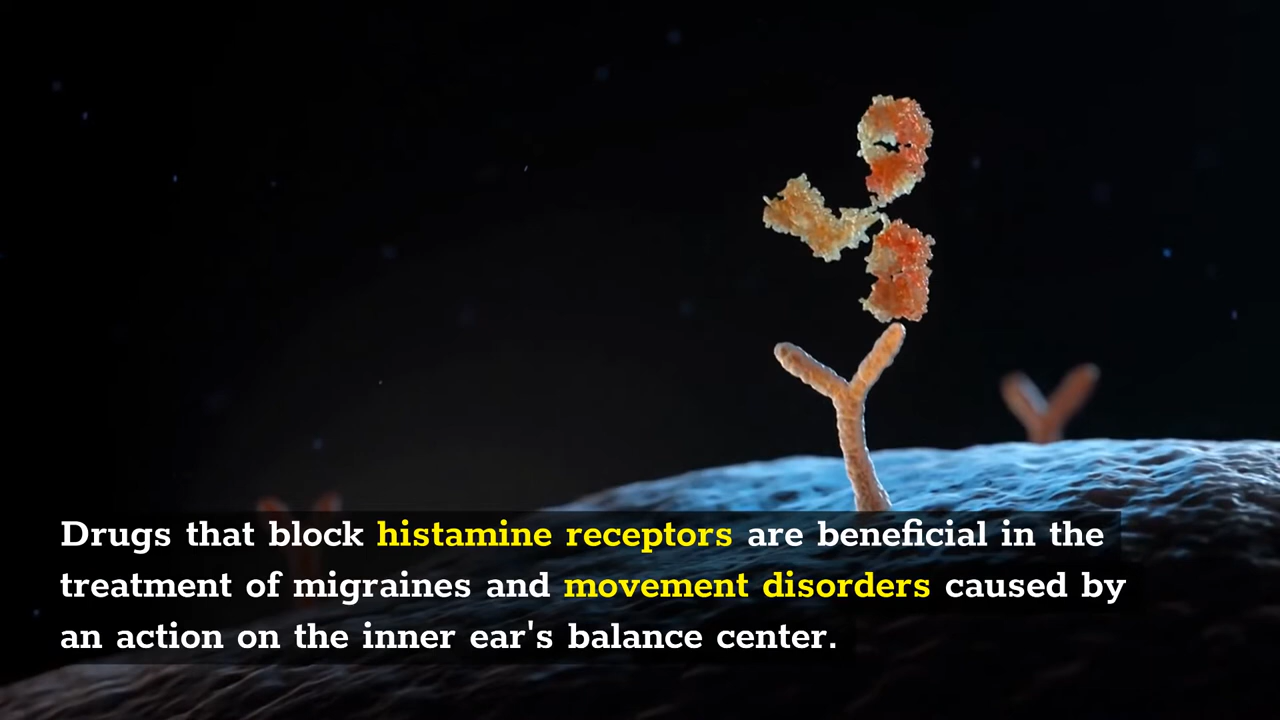 Drugs that block histamine receptors are beneficial in the
treatment of migraines and movement disorders caused by
an action on the inner ear's balance center.